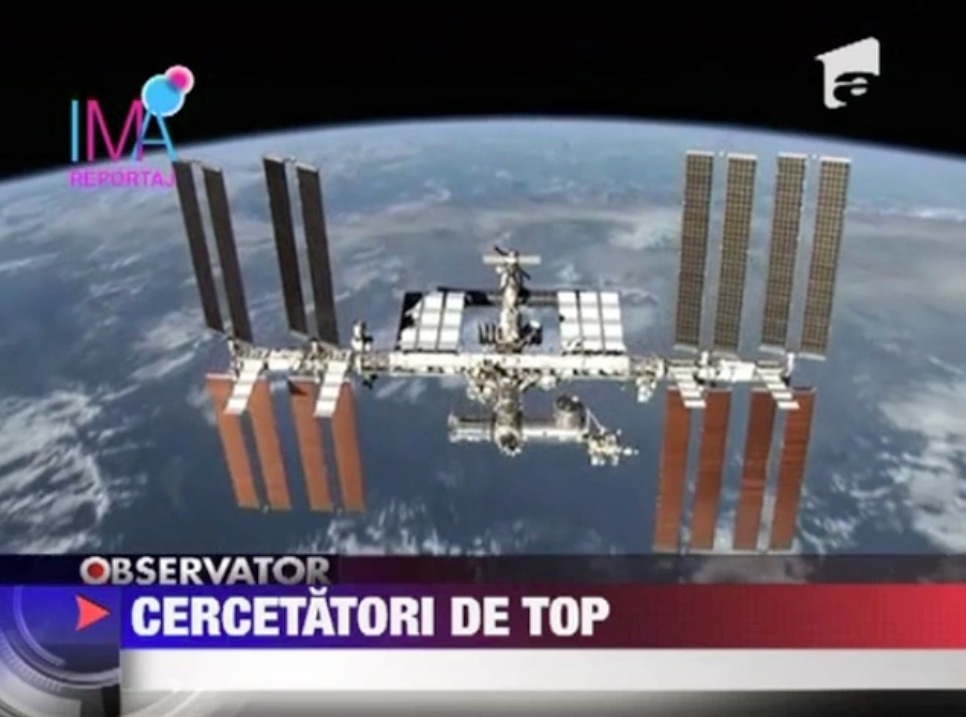 IMA
REPORTAJ
a
OBSERVATOR
CERCETĂTORI DE TOP